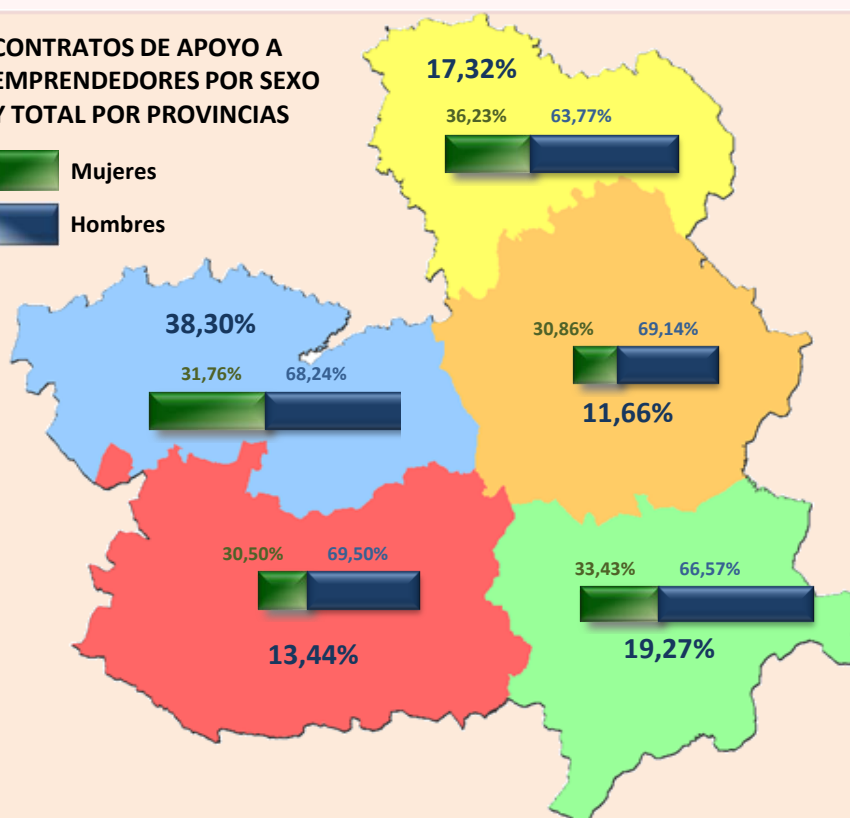 CONTRATOS DE APOYO A
EMPRENDEDORES POR SEXO
Y TOTAL POR PROVINCIAS
Mujeres
Hombres
17,32%
36,23% 63,77%
38,30%
31,76% 68,24%
30,86% 69,14%
11,66%
30,50% 69,50%
13,44%
33,43% 66,57%
19,27%